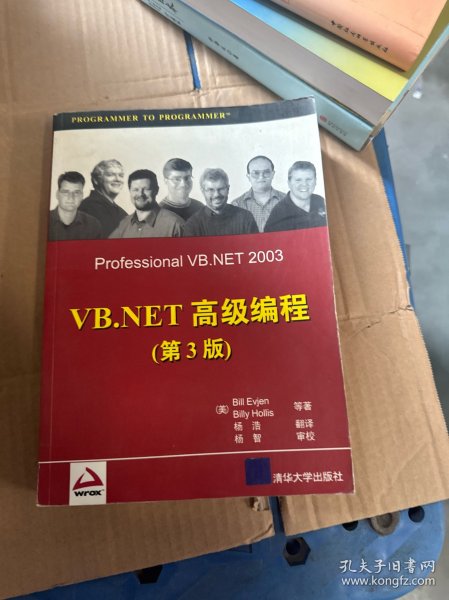 PROGRAMMER TO PROGRAMMER™
Professional VB.NET 2003
VB.NET 高级编程
(第 3 版)
(美) Bill Evjen
Billy Hollis 等著
杨 浩 翻译
杨 智 审校
wrox™
清华大学出版社
孔夫子旧书网
www.kongfz.com